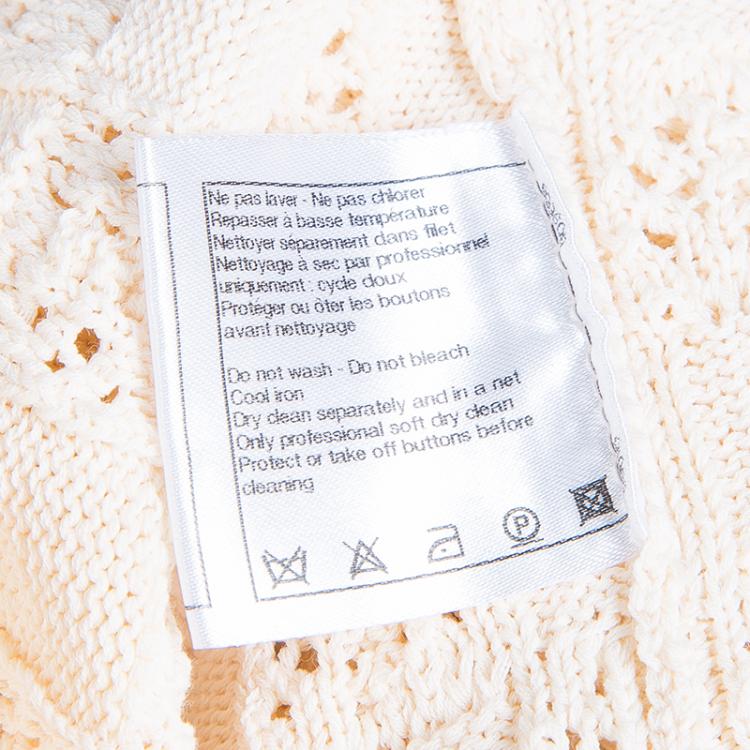 Ne pas laver - Ne pas chlorer
Repasser à basse température
Nettoyer séparement dans filet
Nettoyage à sec par professionnel
uniquement : cycle doux
Protéger ou ôter les boutons
avant nettoyage
Do not wash - Do not bleach
Cool iron
Dry clean separately and in a net
Only professional soft dry clean
Protect or take off buttons before
cleaning
P